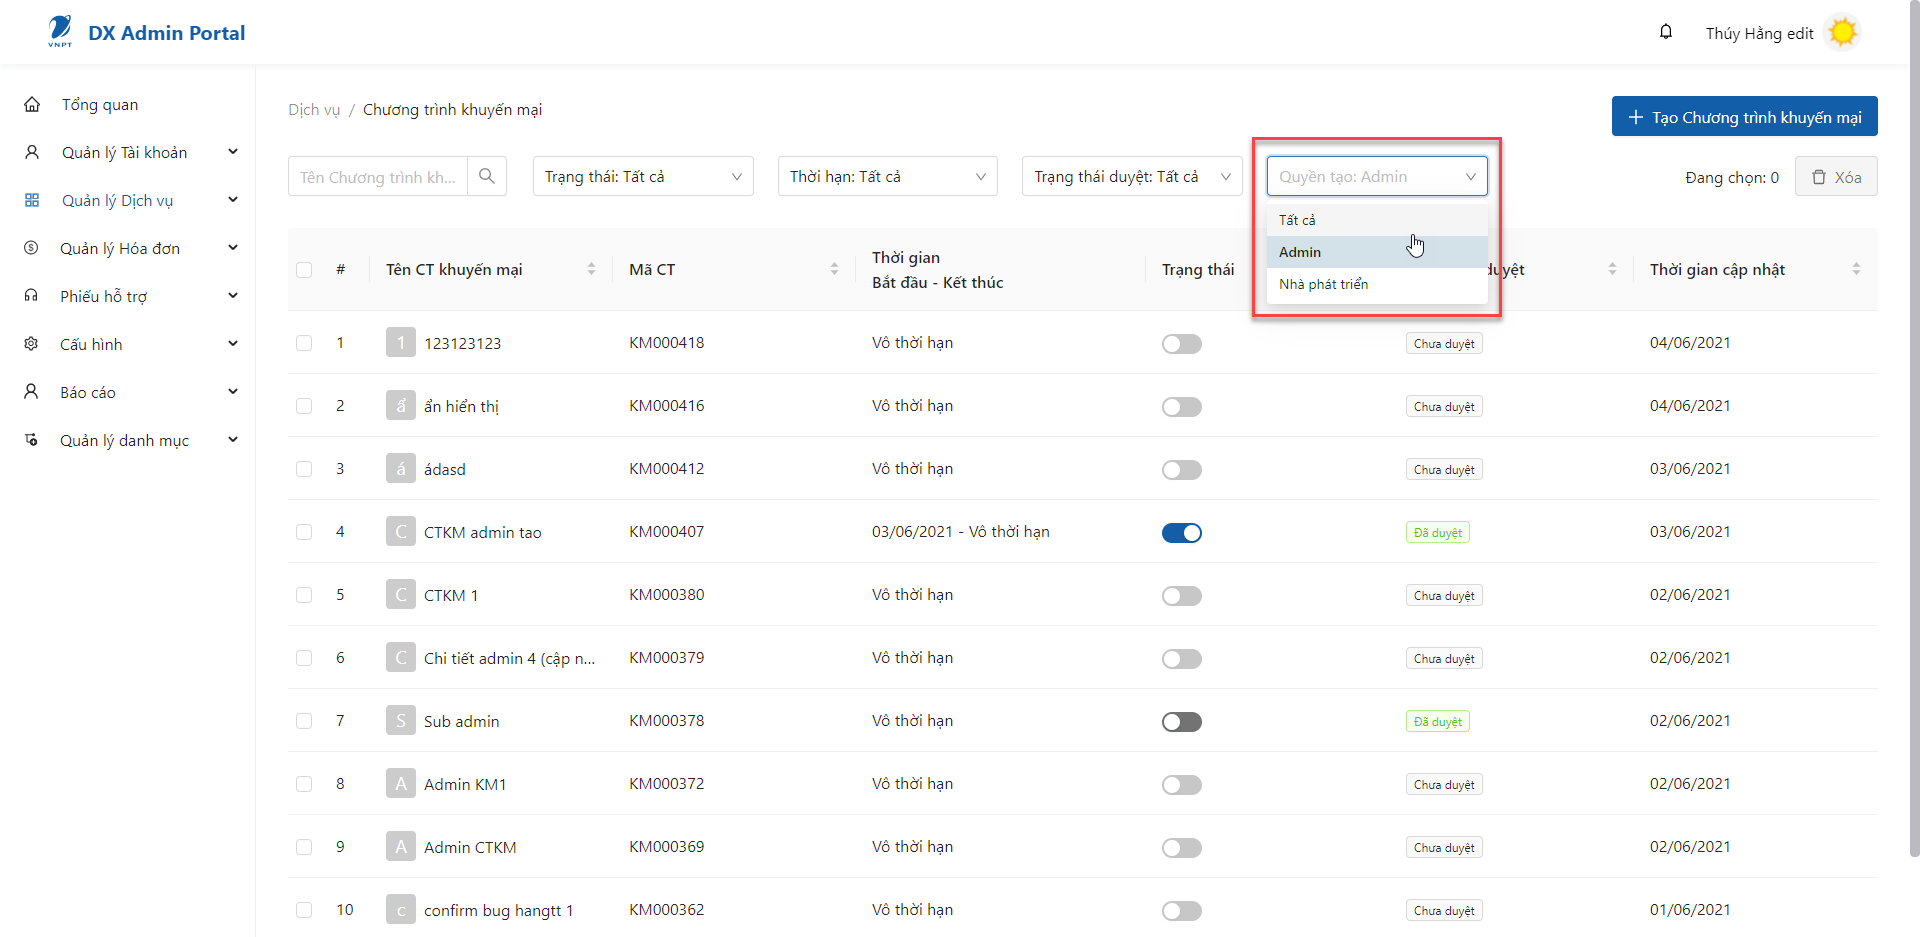 VNPT
DX Admin Portal
Thúy Hằng edit
Tổng quan
Quản lý Tài khoản
Quản lý Dịch vụ
Quản lý Hóa đơn
Phiếu hỗ trợ
Cấu hình
Báo cáo
Quản lý danh mục
Dịch vụ / Chương trình khuyến mại
Tạo Chương trình khuyến mại
Tên Chương trình kh...
Trạng thái: Tất cả
Thời hạn: Tất cả
Trạng thái duyệt: Tất cả
Quyền tạo: Admin
Đang chọn: 0
Xóa
Tất cả
Admin
Nhà phát triển
# Tên CT khuyến mại Mã CT Thời gian Bắt đầu - Kết thúc Trạng thái duyệt Thời gian cập nhật
1 1 123123123 KM000418 Vô thời hạn Chưa duyệt 04/06/2021
2 ẩ ẩn hiển thị KM000416 Vô thời hạn Chưa duyệt 04/06/2021
3 á ádasd KM000412 Vô thời hạn Chưa duyệt 03/06/2021
4 C CTKM admin tao KM000407 03/06/2021 - Vô thời hạn Đã duyệt 03/06/2021
5 C CTKM 1 KM000380 Vô thời hạn Chưa duyệt 02/06/2021
6 C Chi tiết admin 4 (cập n... KM000379 Vô thời hạn Chưa duyệt 02/06/2021
7 S Sub admin KM000378 Vô thời hạn Đã duyệt 02/06/2021
8 A Admin KM1 KM000372 Vô thời hạn Chưa duyệt 02/06/2021
9 A Admin CTKM KM000369 Vô thời hạn Chưa duyệt 02/06/2021
10 c confirm bug hangtt 1 KM000362 Vô thời hạn Chưa duyệt 01/06/2021